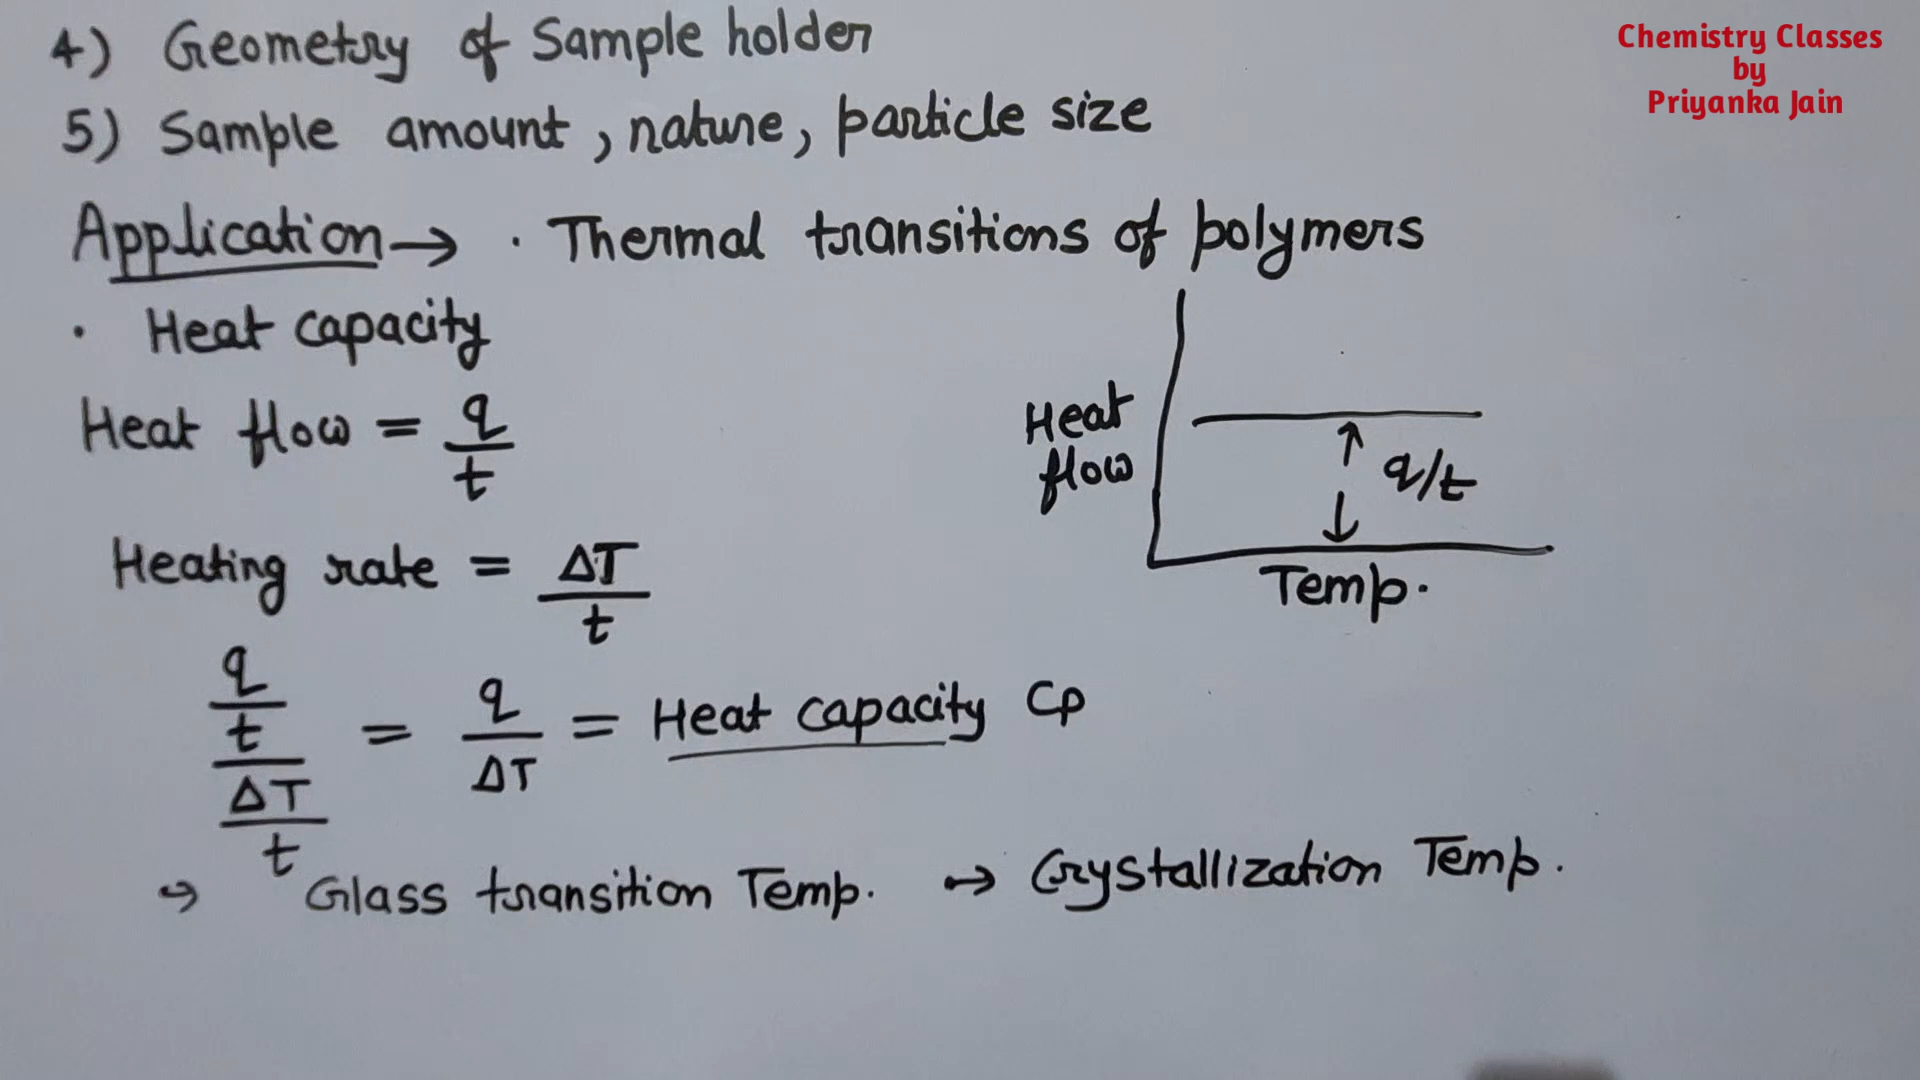 4) Geometry of Sample holder
5) Sample amount, nature, particle size
Application → · Thermal transitions of polymers
· Heat capacity
Heat flow = q/t
Heating rate = ΔT/t
q/t / ΔT/t = q/ΔT = Heat capacity Cp
→ Glass transition Temp. → Crystallization Temp.
Heat
flow
q/t
Temp.
Chemistry Classes
by
Priyanka Jain